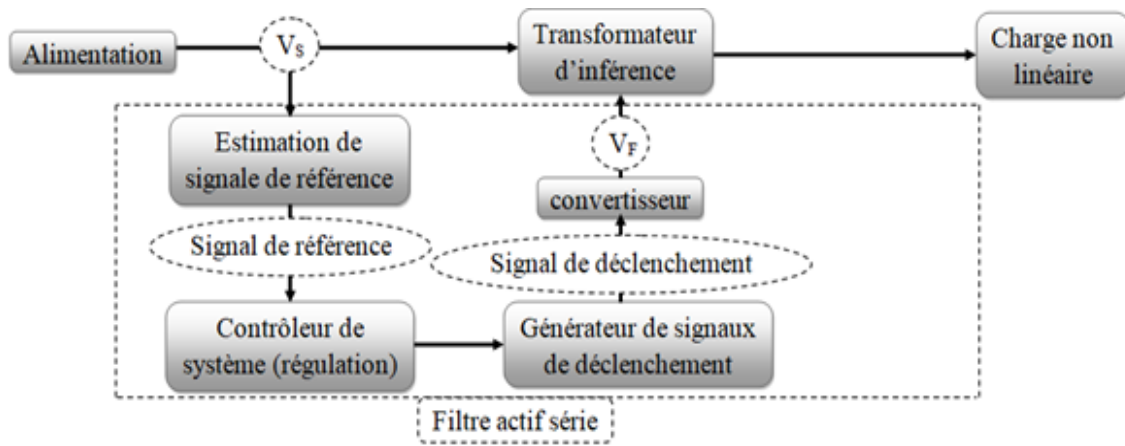 Alimentation
V$
Transformateur
d'inférence
Charge non
linéaire
Estimation de
signale de référence
Signal de référence
Contrôleur de
système (régulation)
Générateur de signaux
de déclenchement
Signal de déclenchement
convertisseur
VF
Filtre actif série